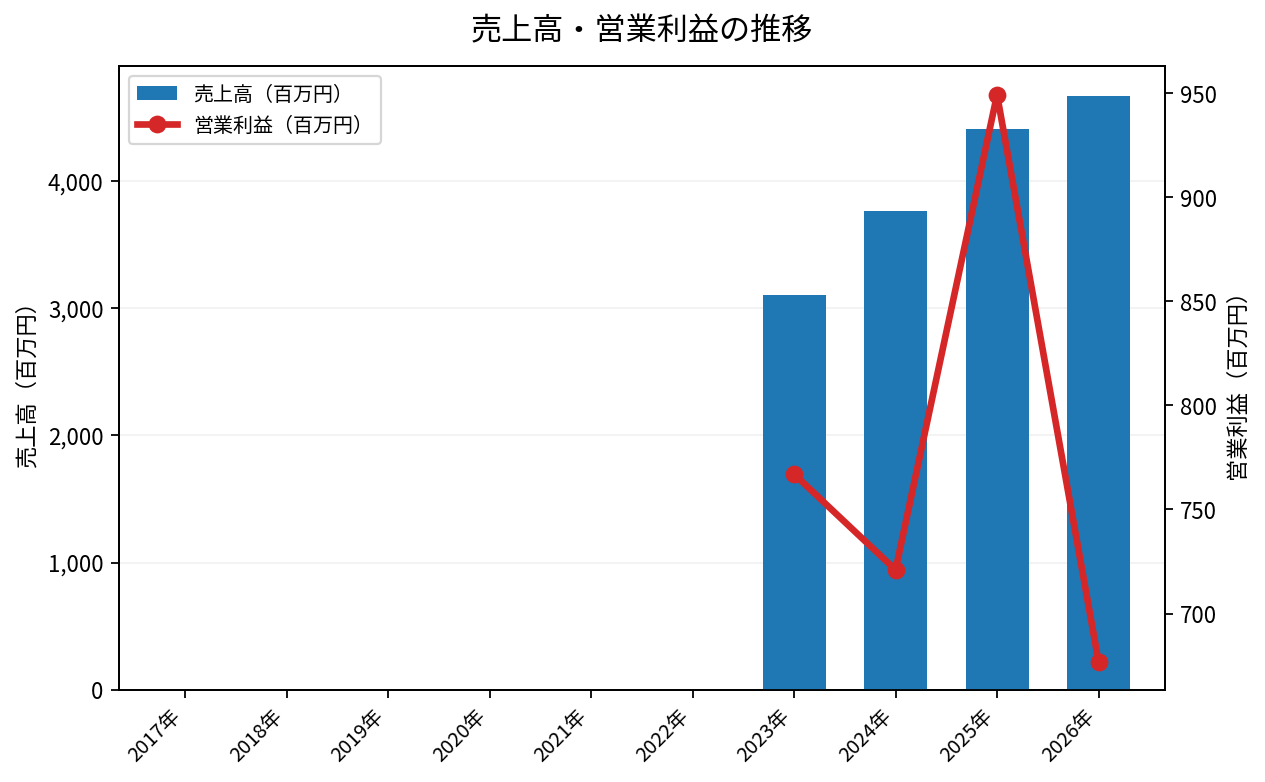 売上高・営業利益の推移
売上高（百万円）
営業利益（百万円）
4,000
3,000
2,000
1,000
0
950
900
850
800
750
700
売上高（百万円）
営業利益（百万円）
2017年
2018年
2019年
2020年
2021年
2022年
2023年
2024年
2025年
2026年